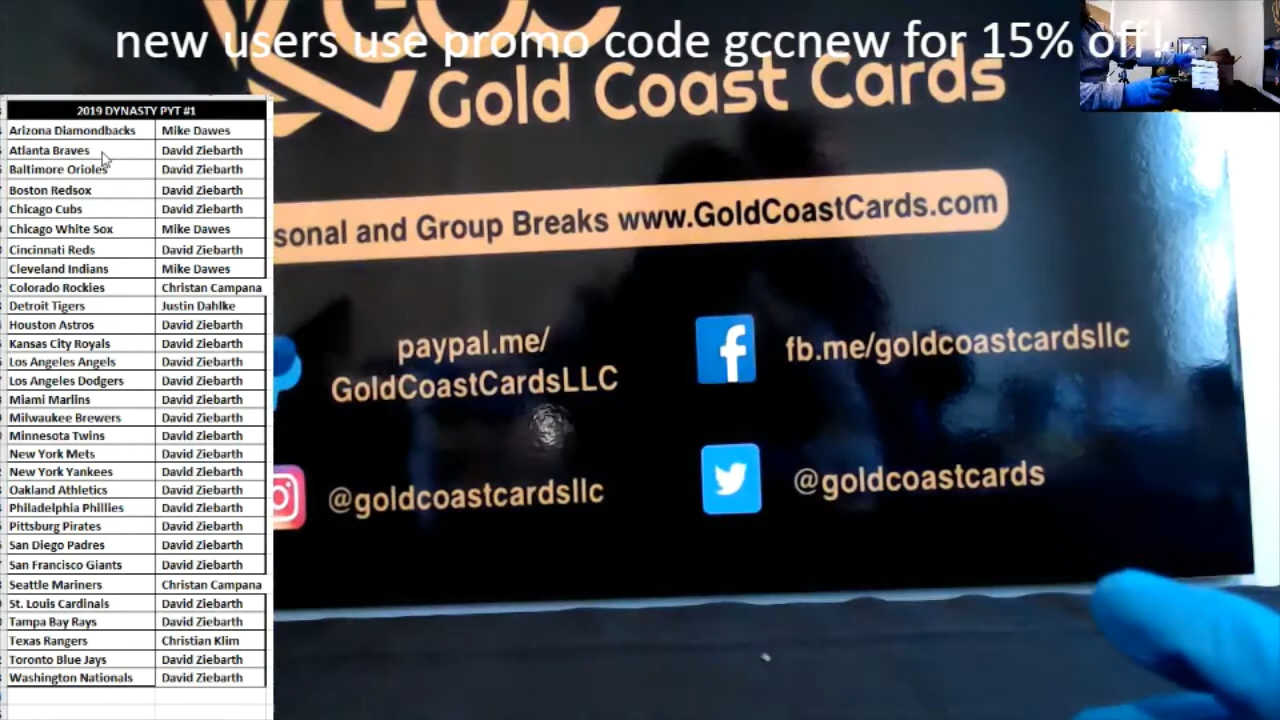 new users use promo code gccnew for 15% off!
Gold Coast Cards
sonal and Group Breaks www.GoldCoastCards.com
paypal.me/
GoldCoastCardsLLC
fb.me/goldcoastcardsllc
@goldcoastcardsllc
@goldcoastcards
2019 DYNASTY PYT #1
Arizona Diamondbacks Mike Dawes
Atlanta Braves David Ziebarth
Baltimore Orioles David Ziebarth
Boston Redsox David Ziebarth
Chicago Cubs David Ziebarth
Chicago White Sox Mike Dawes
Cincinnati Reds David Ziebarth
Cleveland Indians Mike Dawes
Colorado Rockies Christan Campana
Detroit Tigers Justin Dahlke
Houston Astros David Ziebarth
Kansas City Royals David Ziebarth
Los Angeles Angels David Ziebarth
Los Angeles Dodgers David Ziebarth
Miami Marlins David Ziebarth
Milwaukee Brewers David Ziebarth
Minnesota Twins David Ziebarth
New York Mets David Ziebarth
New York Yankees David Ziebarth
Oakland Athletics David Ziebarth
Philadelphia Phillies David Ziebarth
Pittsburg Pirates David Ziebarth
San Diego Padres David Ziebarth
San Francisco Giants David Ziebarth
Seattle Mariners Christan Campana
St. Louis Cardinals David Ziebarth
Tampa Bay Rays David Ziebarth
Texas Rangers Christian Klim
Toronto Blue Jays David Ziebarth
Washington Nationals David Ziebarth